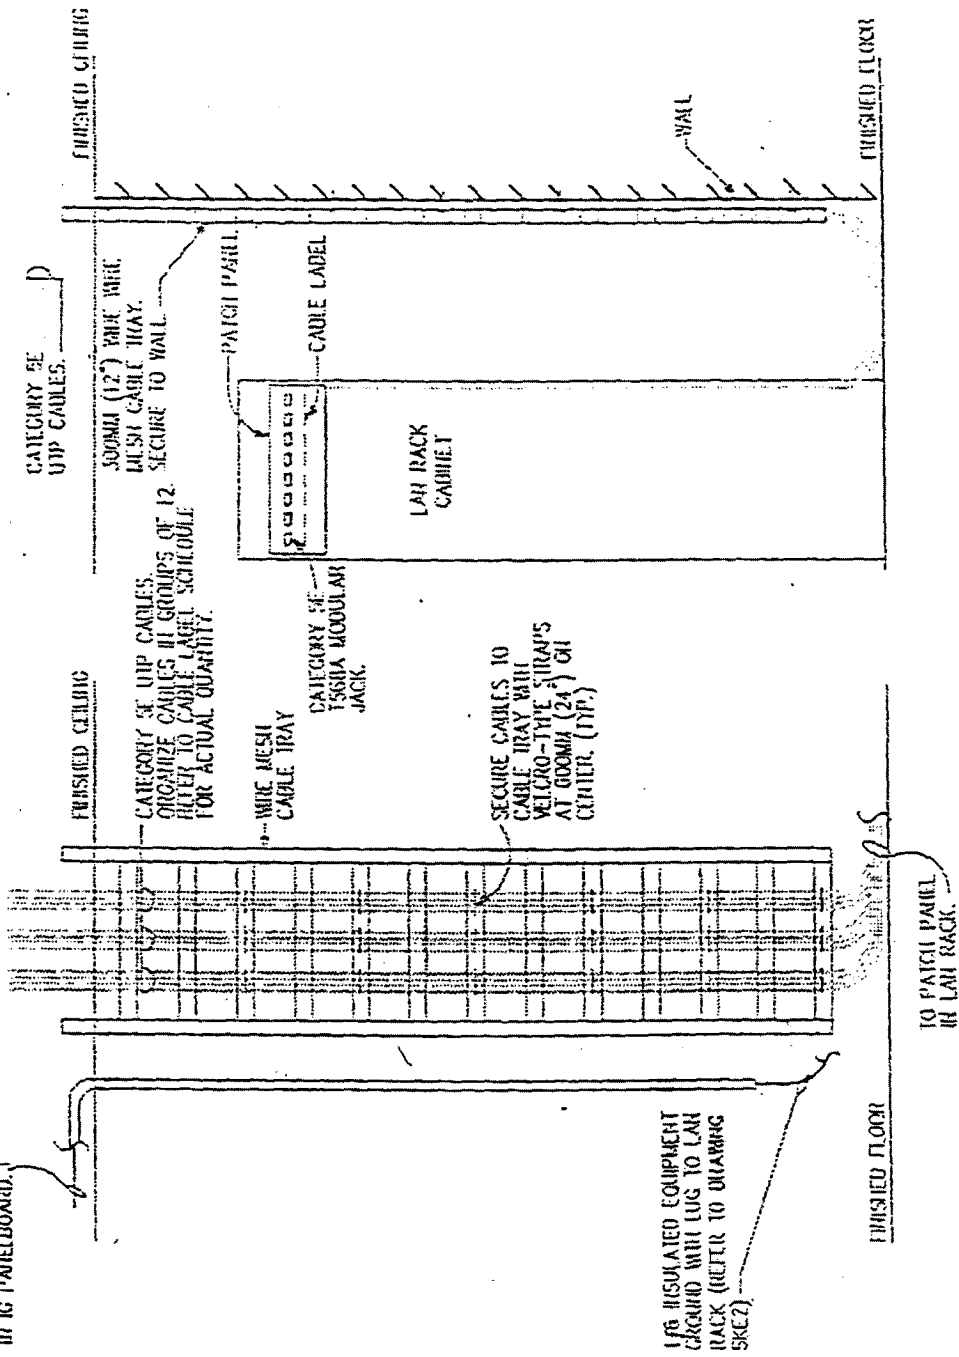 FINISHED CEILING
CATEGORY 5E
UTP CABLES.
300MM (12") WIDE WIRE
MESH CABLE TRAY.
SECURE TO WALL.
PATCH PANEL
CABLE LABEL
WALL
LAN RACK
CABINET
CATEGORY 5E
T568A MODULAR
JACK.
FINISHED FLOOR
FINISHED CEILING
CATEGORY 5E UTP CABLES.
ORGANIZE CABLES IN GROUPS OF 12.
REFER TO CABLE LABEL SCHEDULE
FOR ACTUAL QUANTITY.
WIRE MESH
CABLE TRAY
SECURE CABLES TO
CABLE TRAY WITH
VELCRO-TYPE STRAPS
AT 600MM (24") ON
CENTER. (TYP.)
TO PATCH PANEL
IN LAN RACK.
IN IG PANELBOARD.
INSULATED EQUIPMENT
GROUND WITH LUG TO LAN
RACK (REFER TO DRAWING
SKE2)
FINISHED FLOOR